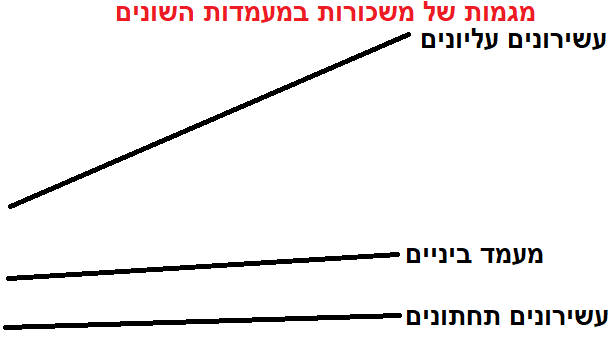 מגמות של משכורות במעמדות השונים
עשירונים עליונים
מעמד ביניים
עשירונים תחתונים